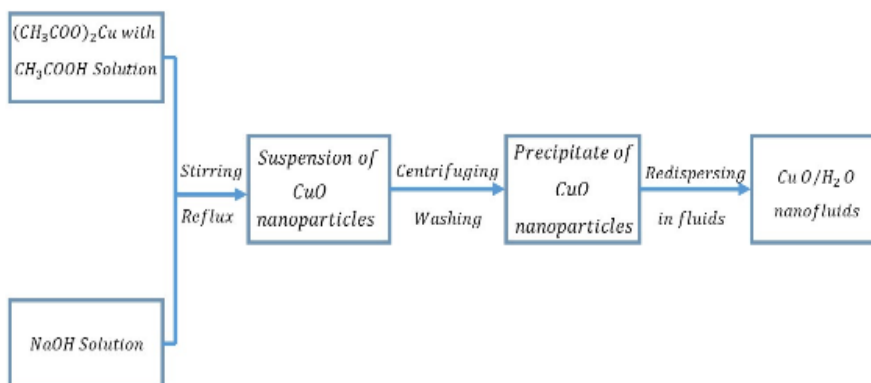 (CH₃COO)₂Cu with
CH₃COOH Solution
NaOH Solution
Stirring
Reflux
Suspension of
CuO
nanoparticles
Centrifuging
Washing
Precipitate of
CuO
nanoparticles
Redispersing
in fluids
Cu O/H₂O
nanofluids